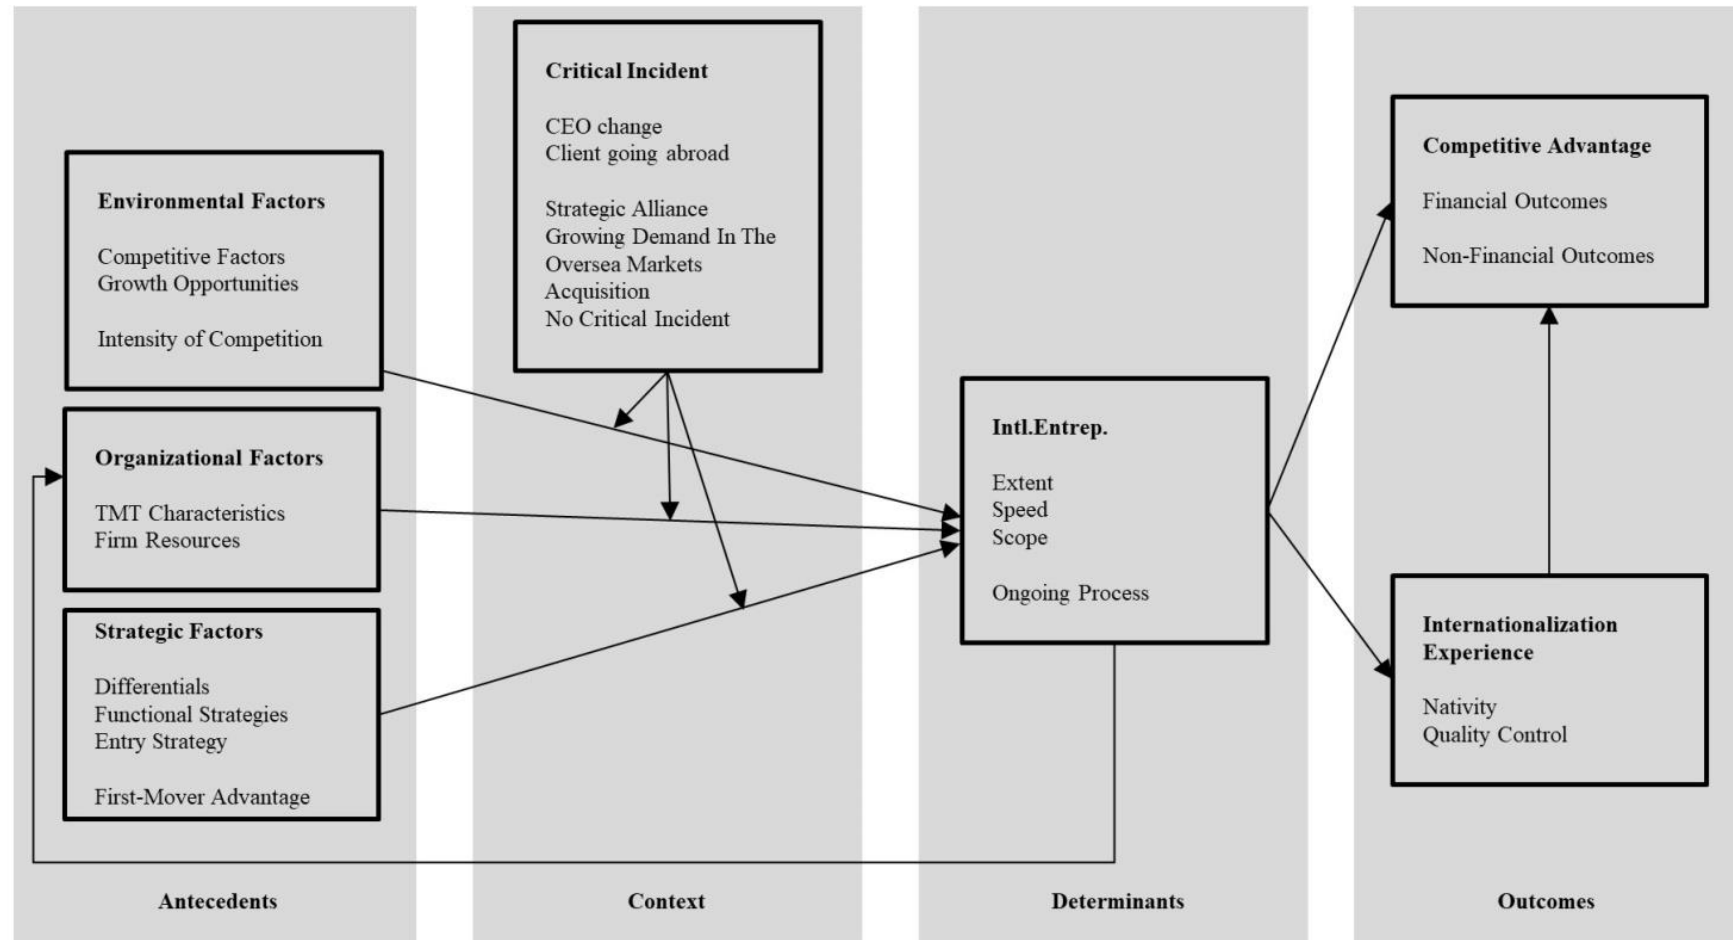 Environmental Factors
Competitive Factors
Growth Opportunities
Intensity of Competition
Organizational Factors
TMT Characteristics
Firm Resources
Strategic Factors
Differentials
Functional Strategies
Entry Strategy
First-Mover Advantage
Antecedents
Critical Incident
CEO change
Client going abroad
Strategic Alliance
Growing Demand In The
Oversea Markets
Acquisition
No Critical Incident
Context
Intl.Entrep.
Extent
Speed
Scope
Ongoing Process
Determinants
Competitive Advantage
Financial Outcomes
Non-Financial Outcomes
Internationalization
Experience
Nativity
Quality Control
Outcomes